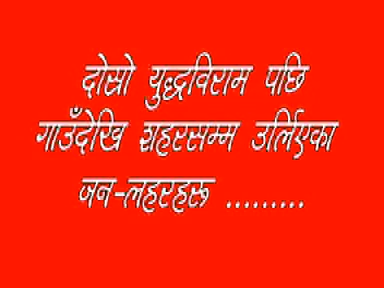 दोस्रो युद्धविराम पछि
गाउँदेखि शहरसम्म उर्लिएका
जन-लहरहरू .........